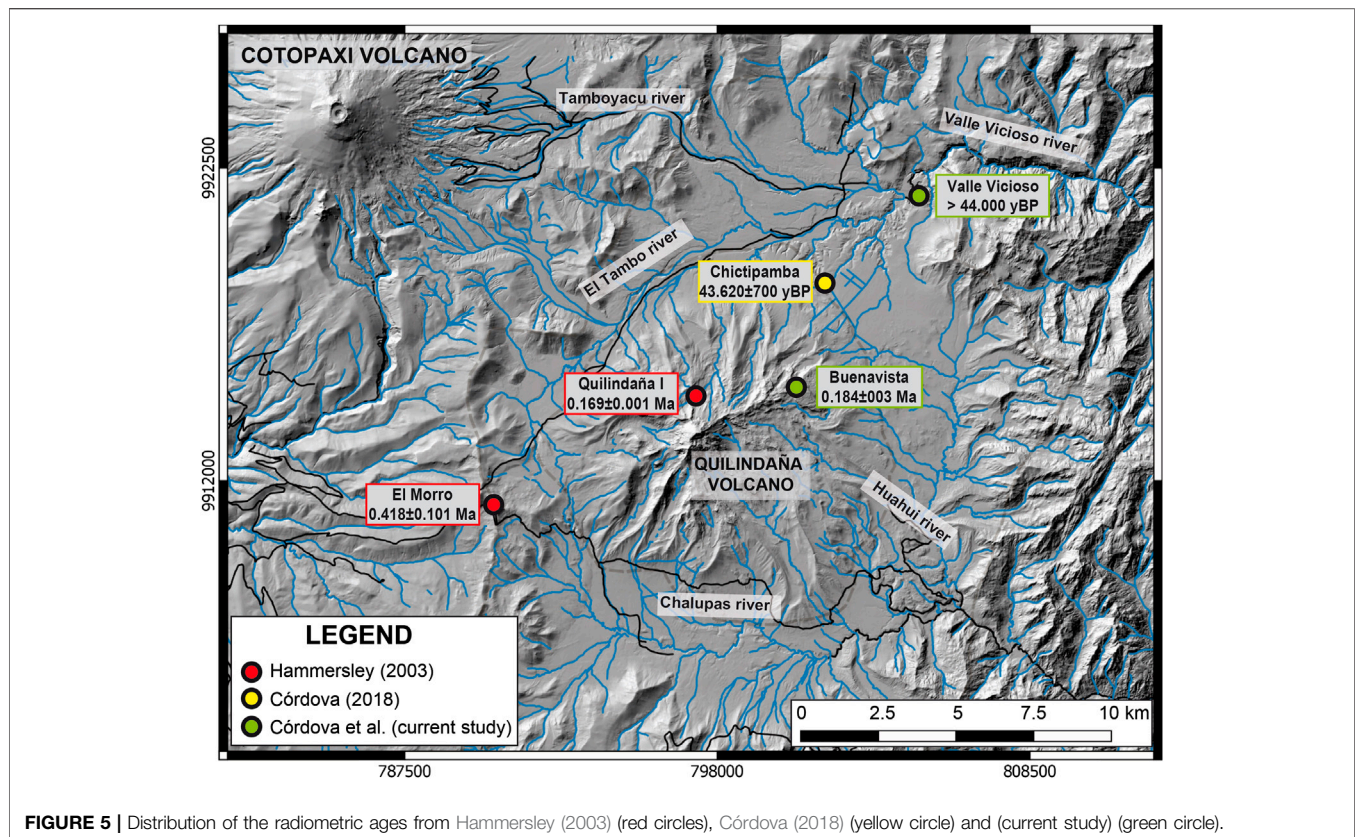 COTOPAXI VOLCANO
Tamboyacu river
Valle Vicioso river
9922500
Valle Vicioso
> 44.000 yBP
El Tambo river
Chictipamba
43.620±700 yBP
Quilindaña I
0.169±0.001 Ma
Buenavista
0.184±003 Ma
QUILINDAÑA
VOLCANO
9912000
El Morro
0.418±0.101 Ma
Huahui river
Chalupas river
LEGEND
Hammersley (2003)
Córdova (2018)
Córdova et al. (current study)
0 2.5 5 7.5 10 km
787500 798000 808500
FIGURE 5 | Distribution of the radiometric ages from Hammersley (2003) (red circles), Córdova (2018) (yellow circle) and (current study) (green circle).